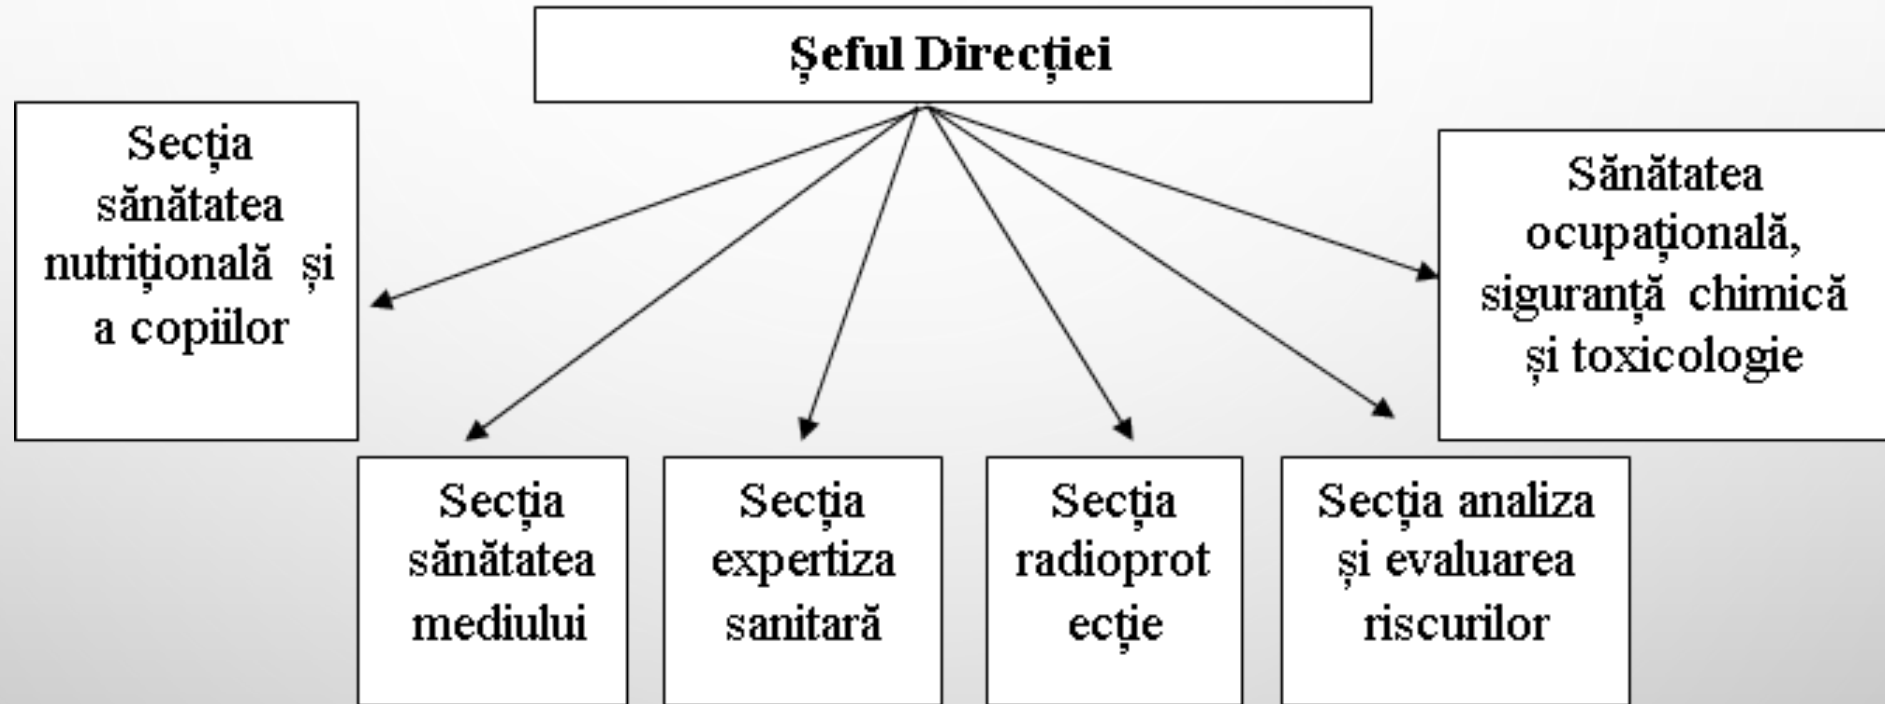 Șeful Direcției
Secția
sănătatea
nutrițională și
a copiilor
Sănătatea
ocupațională,
siguranță chimică
și toxicologie
Secția
sănătatea
mediului
Secția
expertiza
sanitară
Secția
radioprot
ecție
Secția analiza
și evaluarea
riscurilor